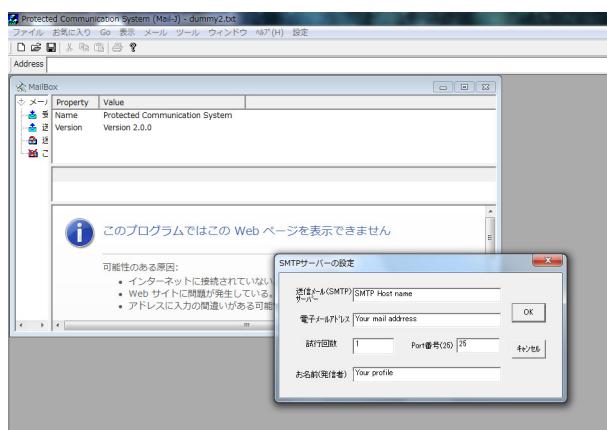 Protected Communication System (Mail-J) - dummy2.txt
ファイル お気に入り Go 表示 メール ツール ウィンドウ ﾍﾙﾌﾟ(H) 設定
Address
MailBox
メー
Property Value
受
Name Protected Communication System
送
Version Version 2.0.0
送
ご
このプログラムではこの Web ページを表示できません
可能性のある原因:
• インターネットに接続されていない
• Web サイトに問題が発生している。
• アドレスに入力の間違いがある可能
SMTPサーバーの設定
送信ﾒｰﾙ(SMTP)
サーバー
SMTP Host name
電子ﾒｰﾙｱﾄﾞﾚｽ Your mail addrress
OK
試行回数 1 Port番号(25) 25
ｷｬﾝｾﾙ
お名前(発信者) Your profile